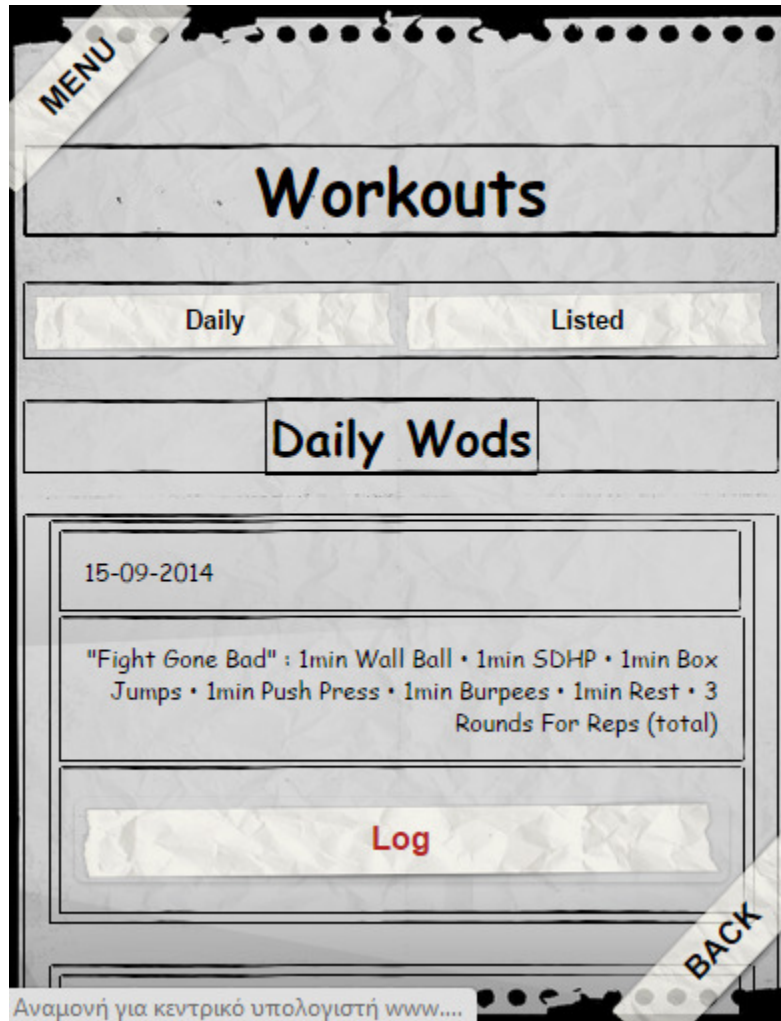 MENU
Workouts
Daily
Listed
Daily Wods
15-09-2014
"Fight Gone Bad" : 1min Wall Ball • 1min SDHP • 1min Box
Jumps • 1min Push Press • 1min Burpees • 1min Rest • 3
Rounds For Reps (total)
Log
BACK
Αναμονή για κεντρικό υπολογιστή www....